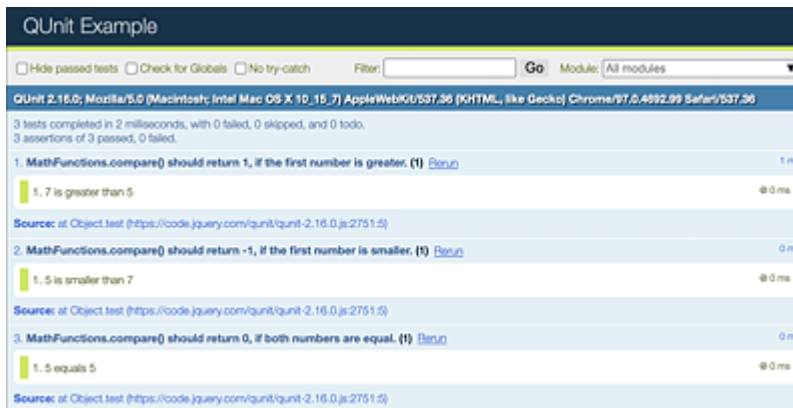 QUnit Example
Hide passed tests Check for Globals No try-catch Filter: Go Module: All modules
QUnit 2.16.0; Mozilla/5.0 (Macintosh; Intel Mac OS X 10_15_7) AppleWebKit/537.36 (KHTML, like Gecko) Chrome/97.0.4692.99 Safari/537.36
3 tests completed in 2 milliseconds, with 0 failed, 0 skipped, and 0 todo.
3 assertions of 3 passed, 0 failed.
1. MathFunctions.compare() should return 1, if the first number is greater. (1) Rerun 1 m
1. 7 is greater than 5 @ 0 ms
Source: at Object.test (https://code.jquery.com/qunit/qunit-2.16.0.js:2751:5)
2. MathFunctions.compare() should return -1, if the first number is smaller. (1) Rerun 0 m
1. 5 is smaller than 7 @ 0 ms
Source: at Object.test (https://code.jquery.com/qunit/qunit-2.16.0.js:2751:5)
3. MathFunctions.compare() should return 0, if both numbers are equal. (1) Rerun 0 m
1. 5 equals 5 @ 0 ms
Source: at Object.test (https://code.jquery.com/qunit/qunit-2.16.0.js:2751:5)